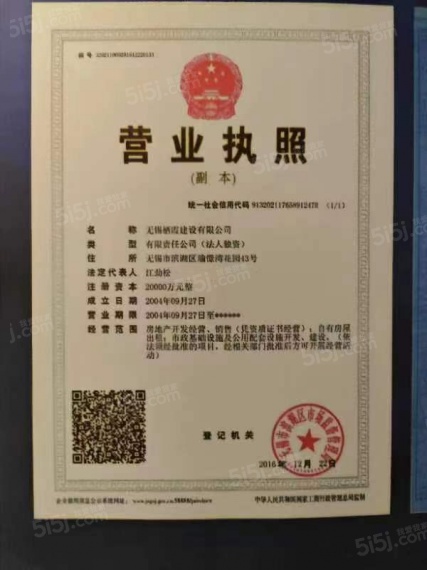 营业执照
(副 本)
统一社会信用代码 913202117658912478 (1/1)
名 称 无锡栖霞建设有限公司
类 型 有限责任公司（法人独资）
住 所 无锡市滨湖区瑜憬湾花园43号
法定代表人 江劲松
注 册 资 本 20000万元整
成 立 日 期 2004年09月27日
营 业 期 限 2004年09月27日至******
经 营 范 围 房地产开发经营、销售（凭资质证书经营）；自有房屋
出租；市政基础设施及公用配套设施开发、建设。（依
法须经批准的项目，经相关部门批准后方可开展经营活
动）
登 记 机 关
2016年 12月
中华人民共和国国家工商行政管理总局监制